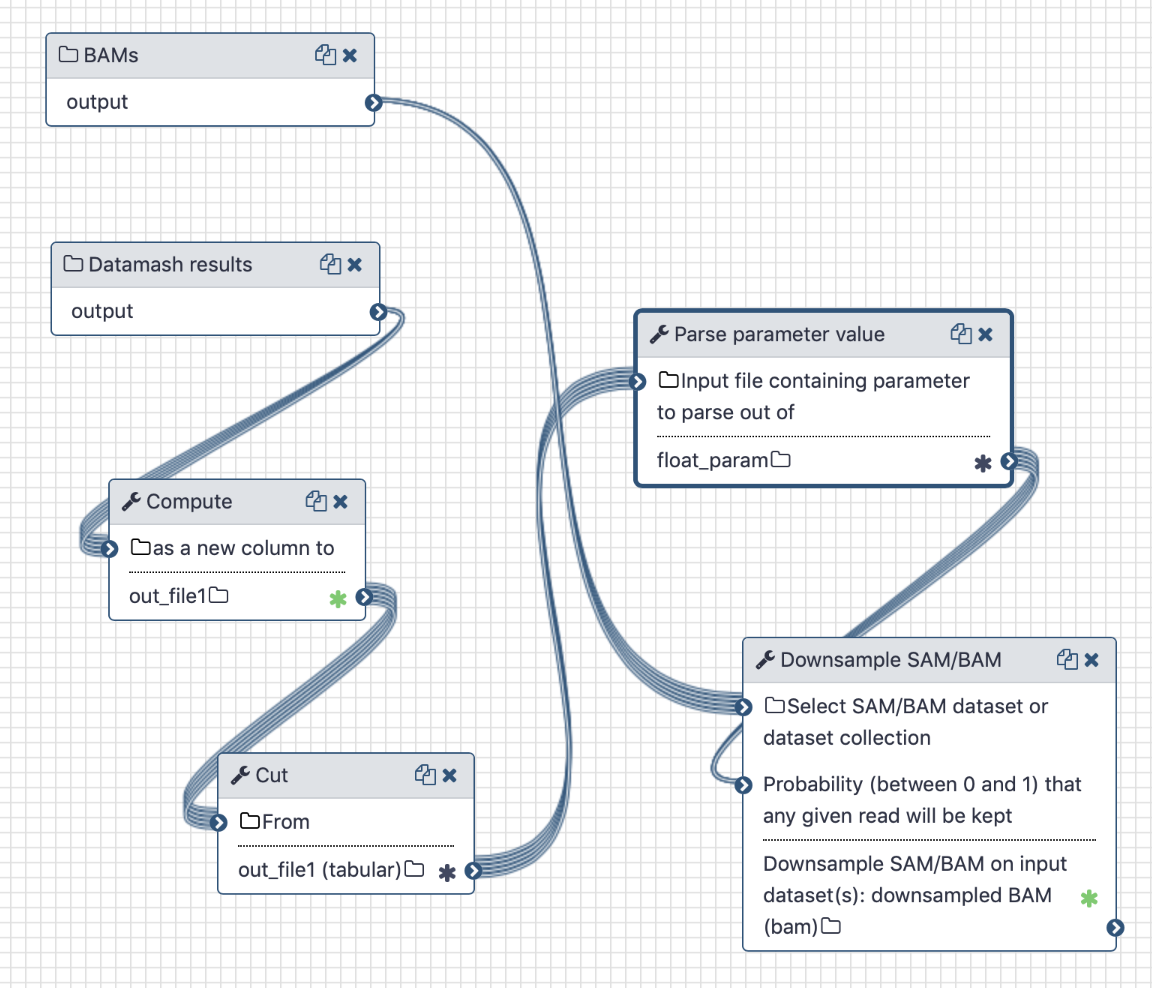 BAMs
output
Datamash results
output
Parse parameter value
Input file containing parameter
to parse out of
float_param
Compute
as a new column to
out_file1
Downsample SAM/BAM
Select SAM/BAM dataset or
dataset collection
Probability (between 0 and 1) that
any given read will be kept
Downsample SAM/BAM on input
dataset(s): downsampled BAM
(bam)
Cut
From
out_file1 (tabular)